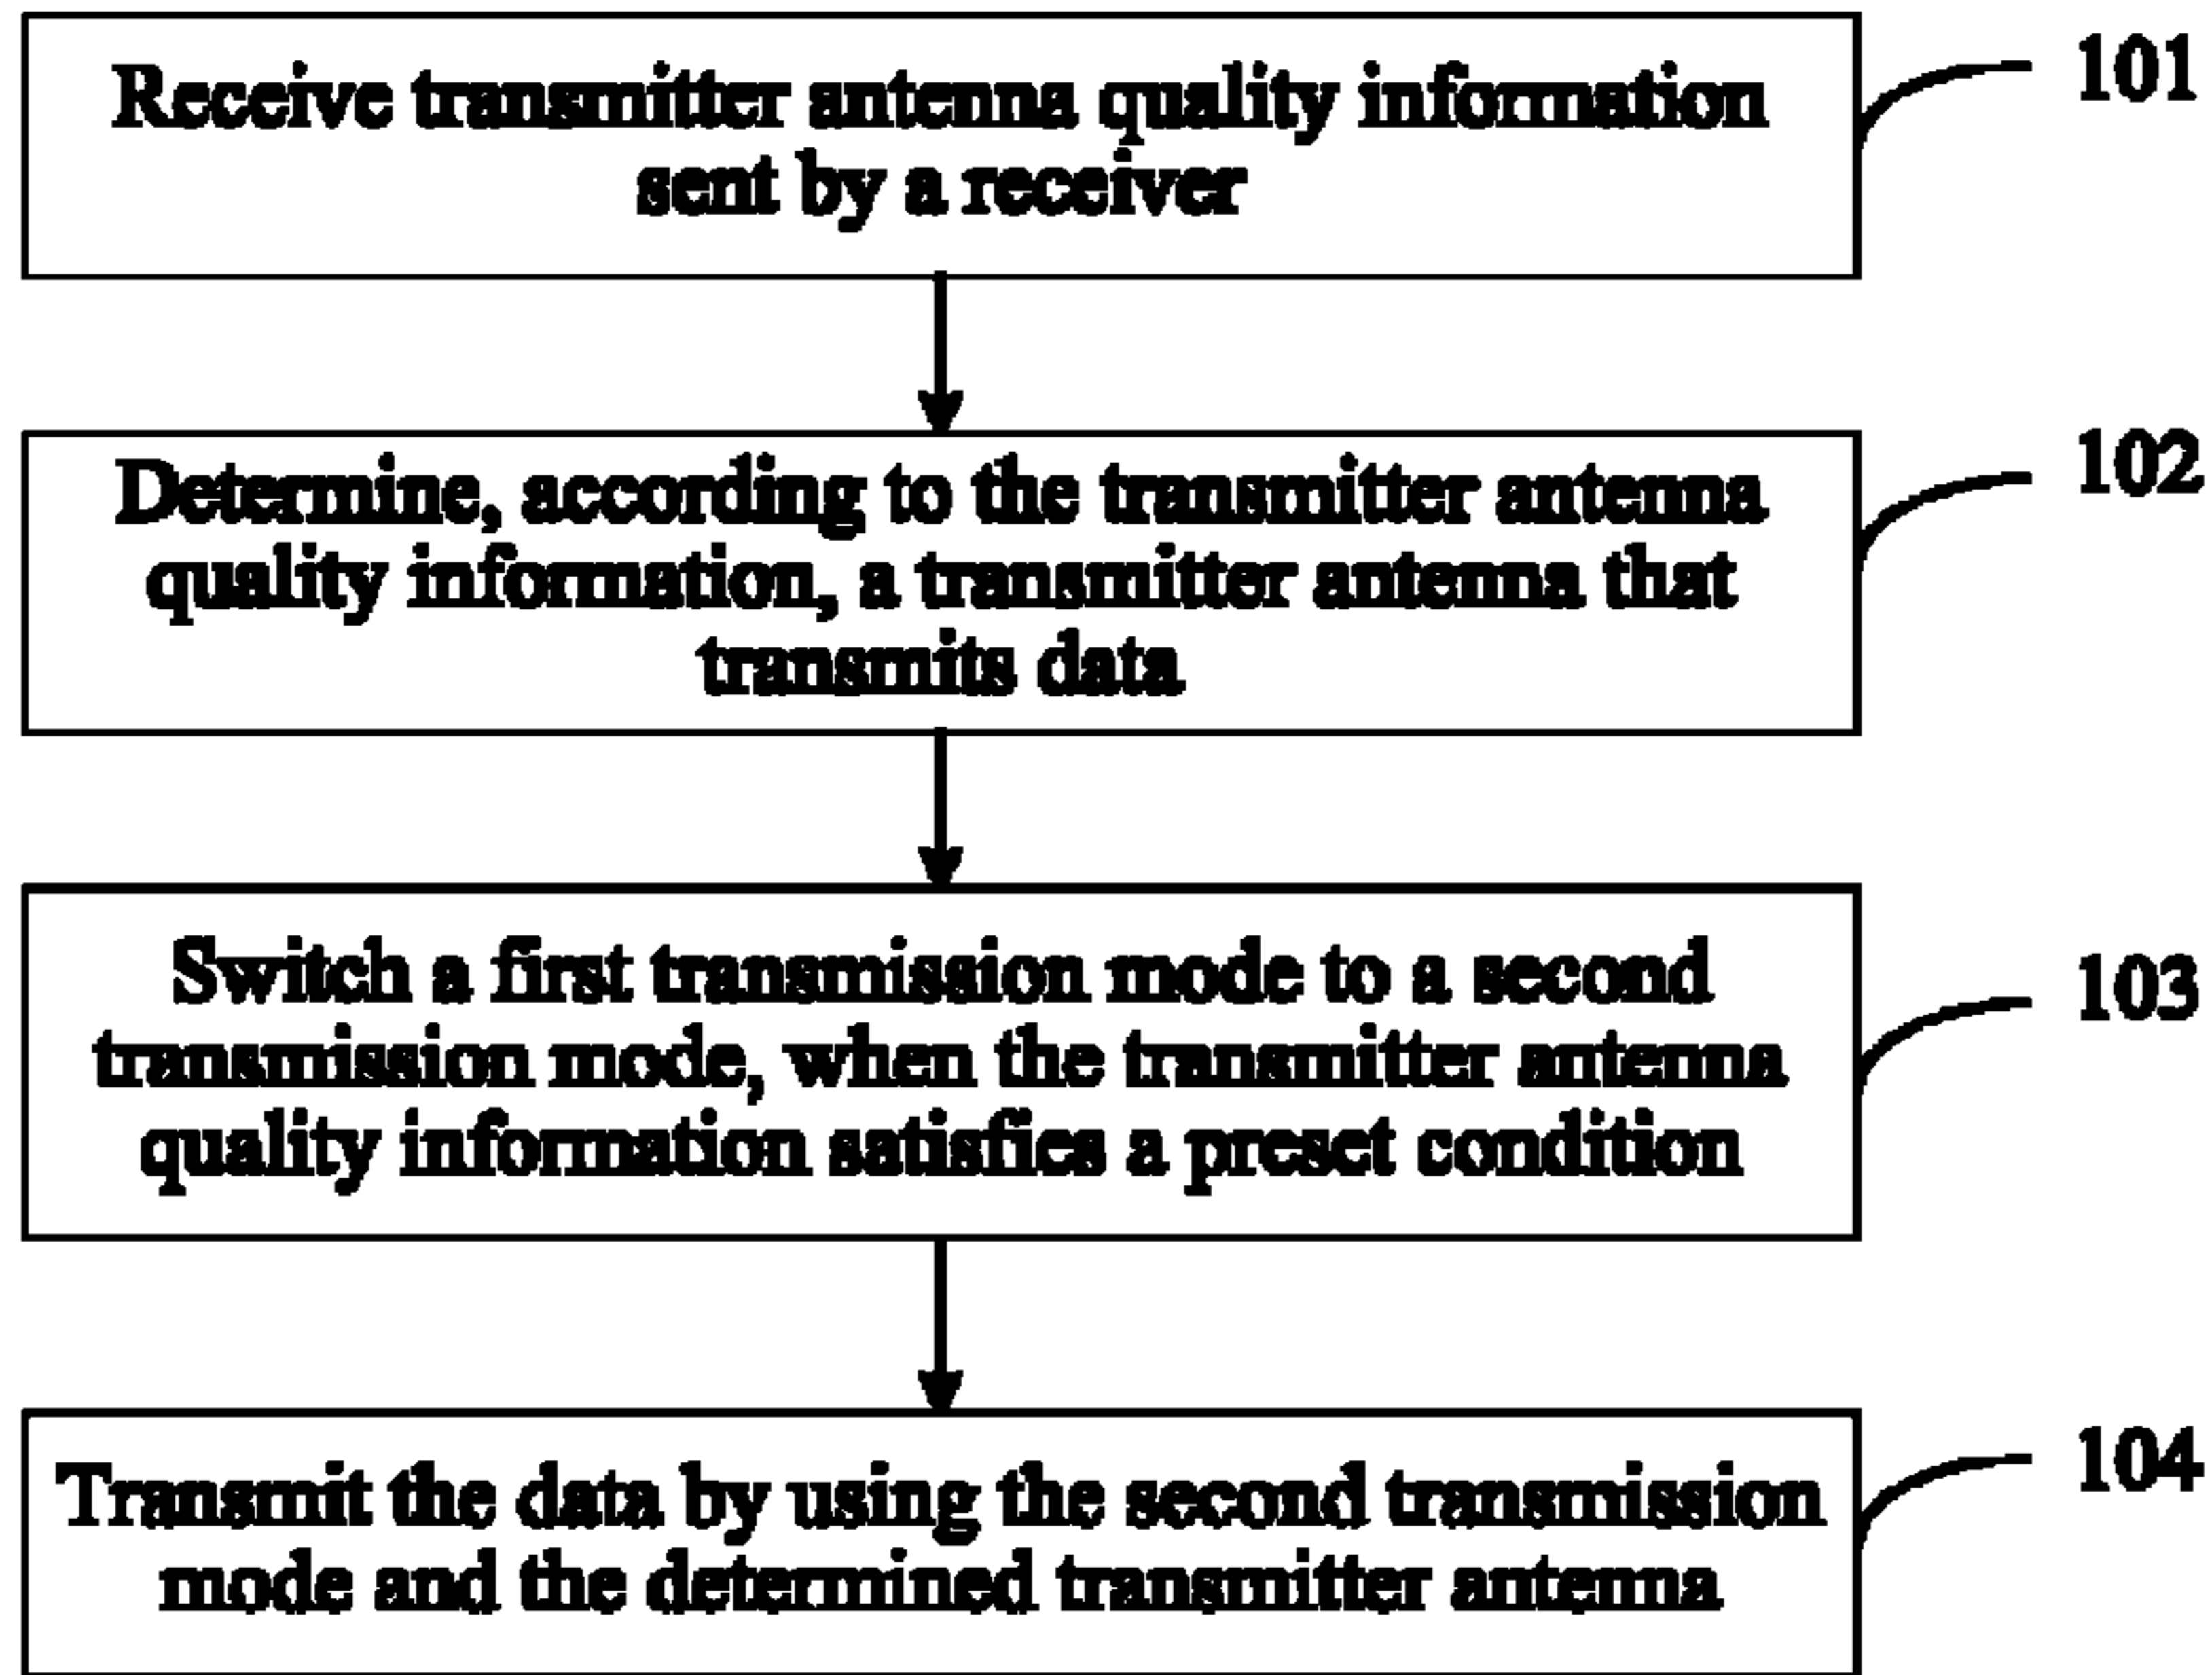 Receive transmitter antenna quality information
sent by a receiver
101
Determine, according to the transmitter antenna
quality information, a transmitter antenna that
transmits data
102
Switch a first transmission mode to a second
transmission mode, when the transmitter antenna
quality information satisfies a preset condition
103
Transmit the data by using the second transmission
mode and the determined transmitter antenna
104